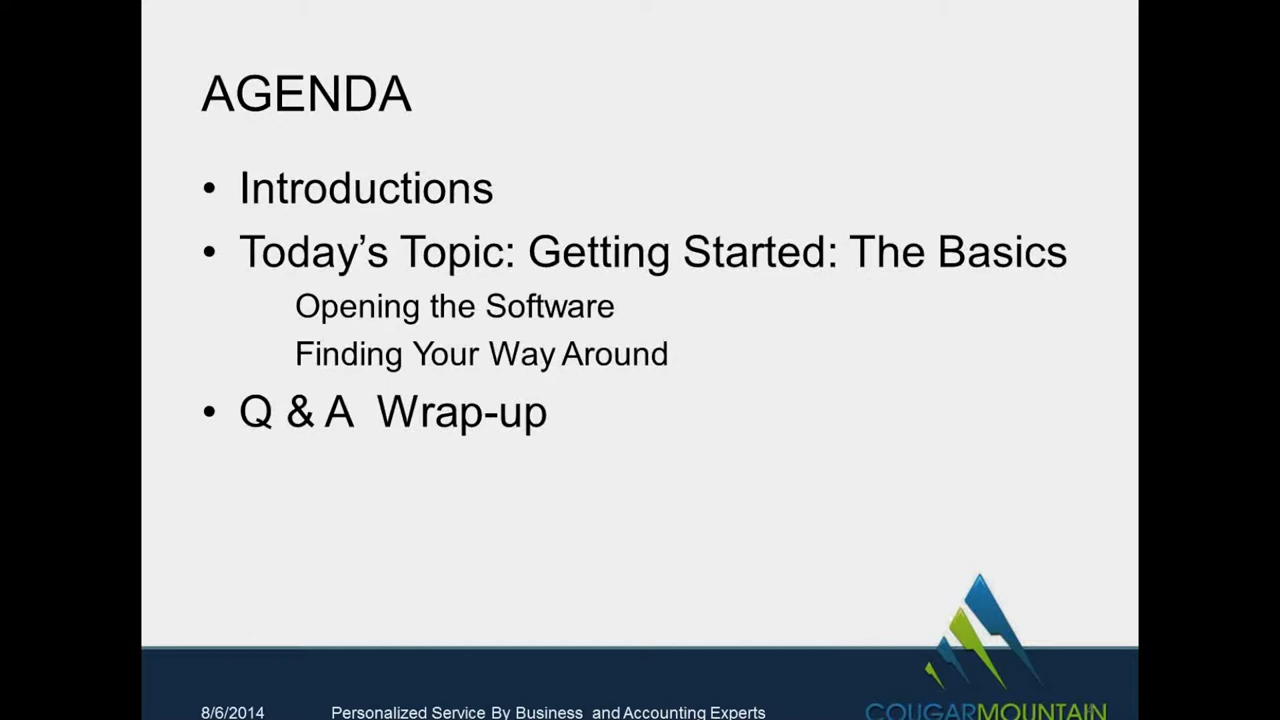 AGENDA
• Introductions
• Today’s Topic: Getting Started: The Basics
Opening the Software
Finding Your Way Around
• Q & A  Wrap-up
8/6/2014 Personalized Service By Business and Accounting Experts
COUGARMOUNTAIN